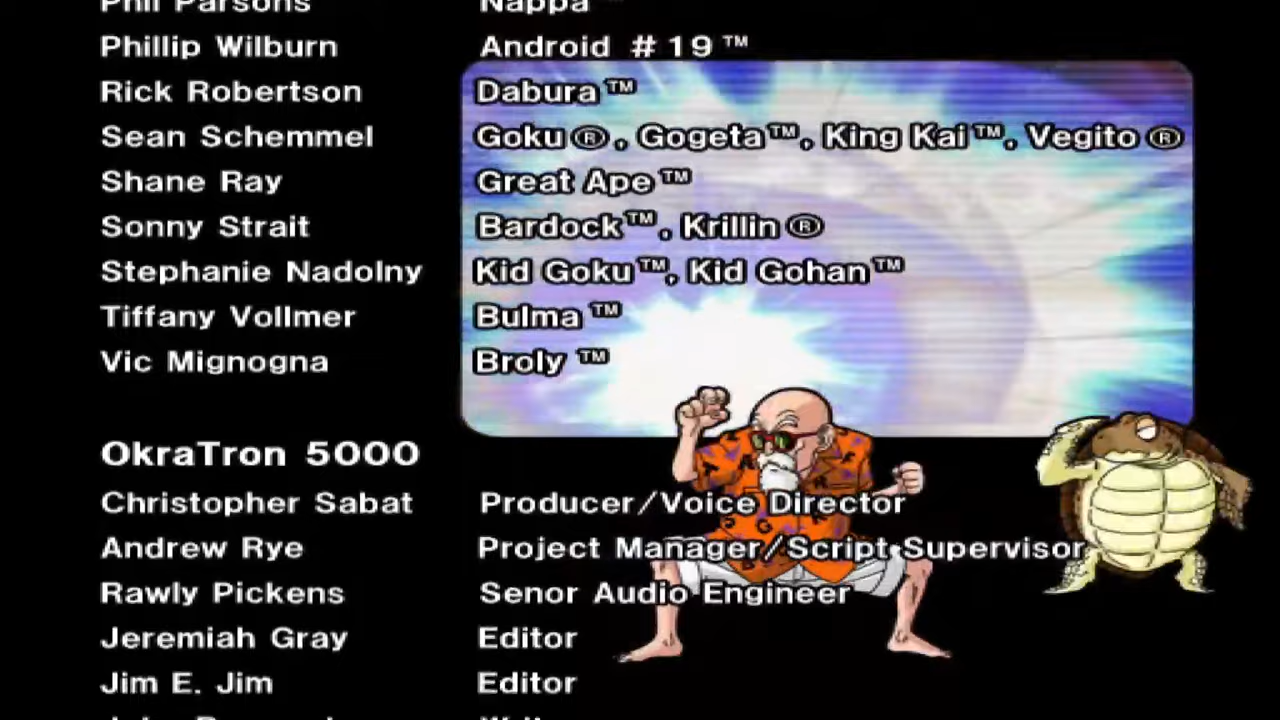 Phil Parsons Nappa™
Phillip Wilburn Android #19™
Rick Robertson Dabura™
Sean Schemmel Goku®, Gogeta™, King Kai™, Vegito®
Shane Ray Great Ape™
Sonny Strait Bardock™, Krillin®
Stephanie Nadolny Kid Goku™, Kid Gohan™
Tiffany Vollmer Bulma™
Vic Mignogna Broly™
OkraTron 5000
Christopher Sabat Producer/Voice Director
Andrew Rye Project Manager/Script Supervisor
Rawly Pickens Senor Audio Engineer
Jeremiah Gray Editor
Jim E. Jim Editor